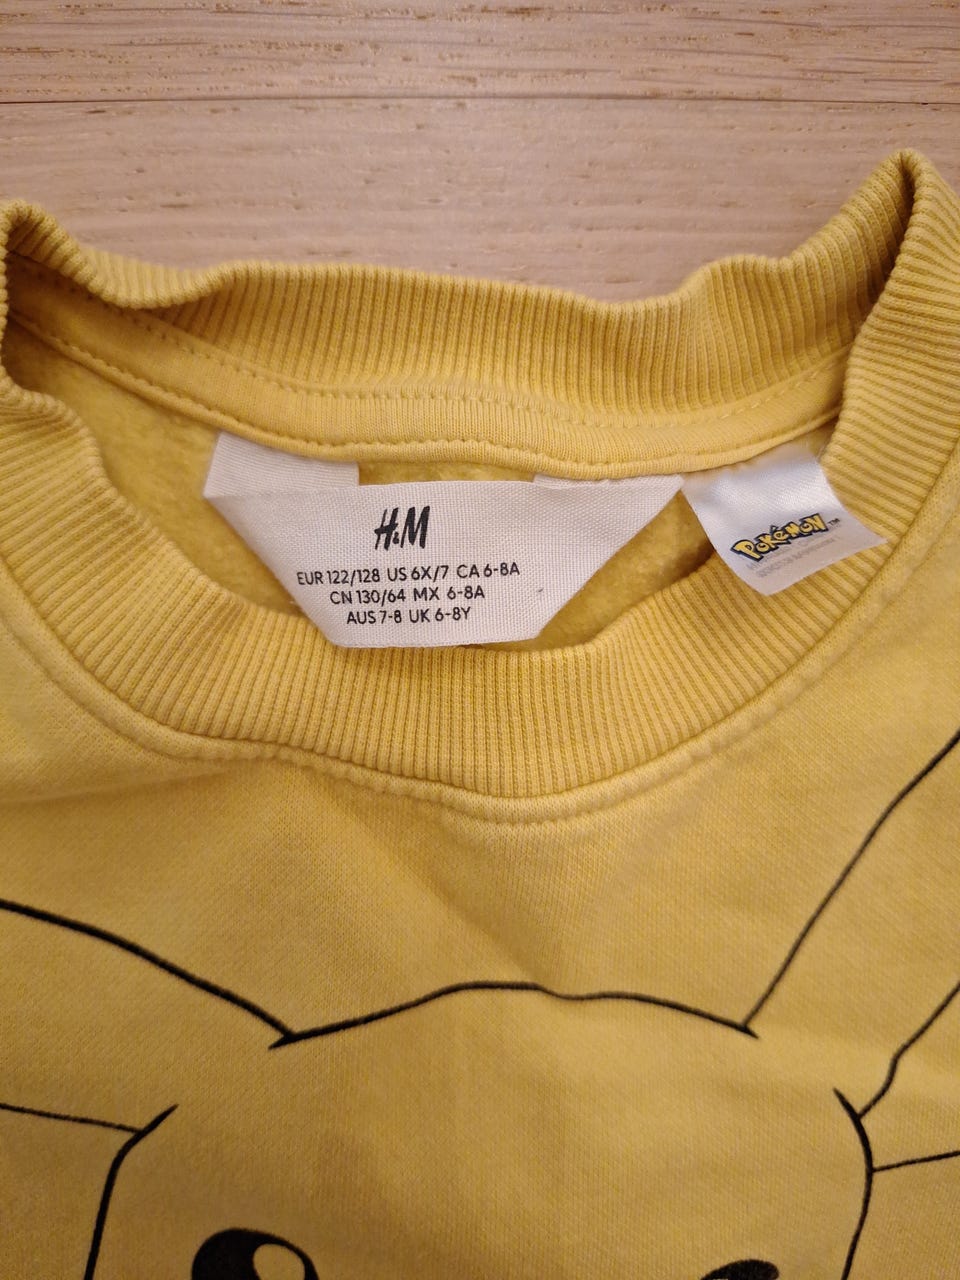 H&M
EUR 122/128 US 6X/7 CA 6-8A
CN 130/64 MX 6-8A
AUS 7-8 UK 6-8Y
POKéMON™